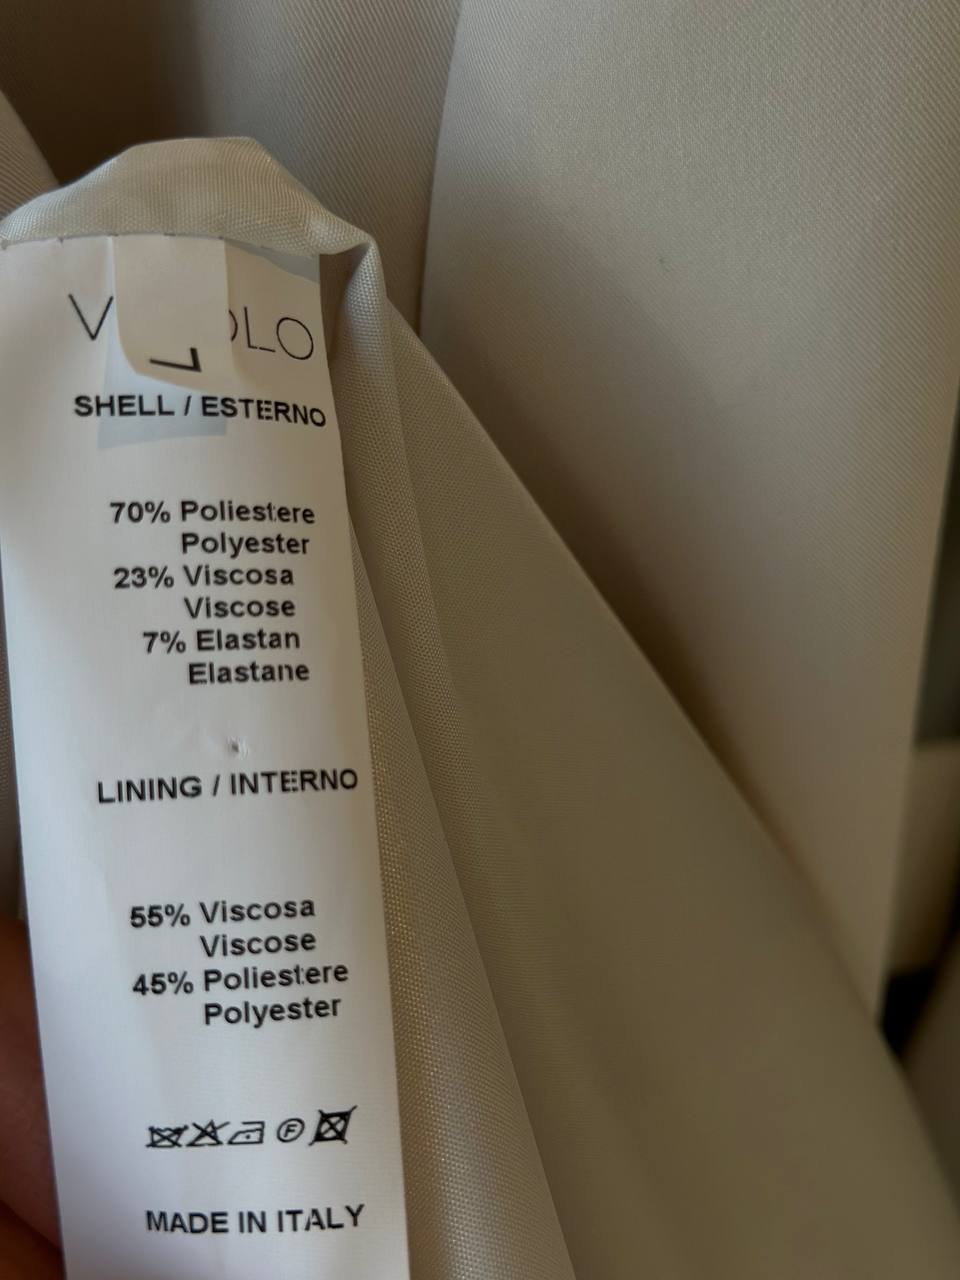 L
SHELL / ESTERNO
70% Poliestere
Polyester
23% Viscosa
Viscose
7% Elastan
Elastane
LINING / INTERNO
55% Viscosa
Viscose
45% Poliestere
Polyester
MADE IN ITALY